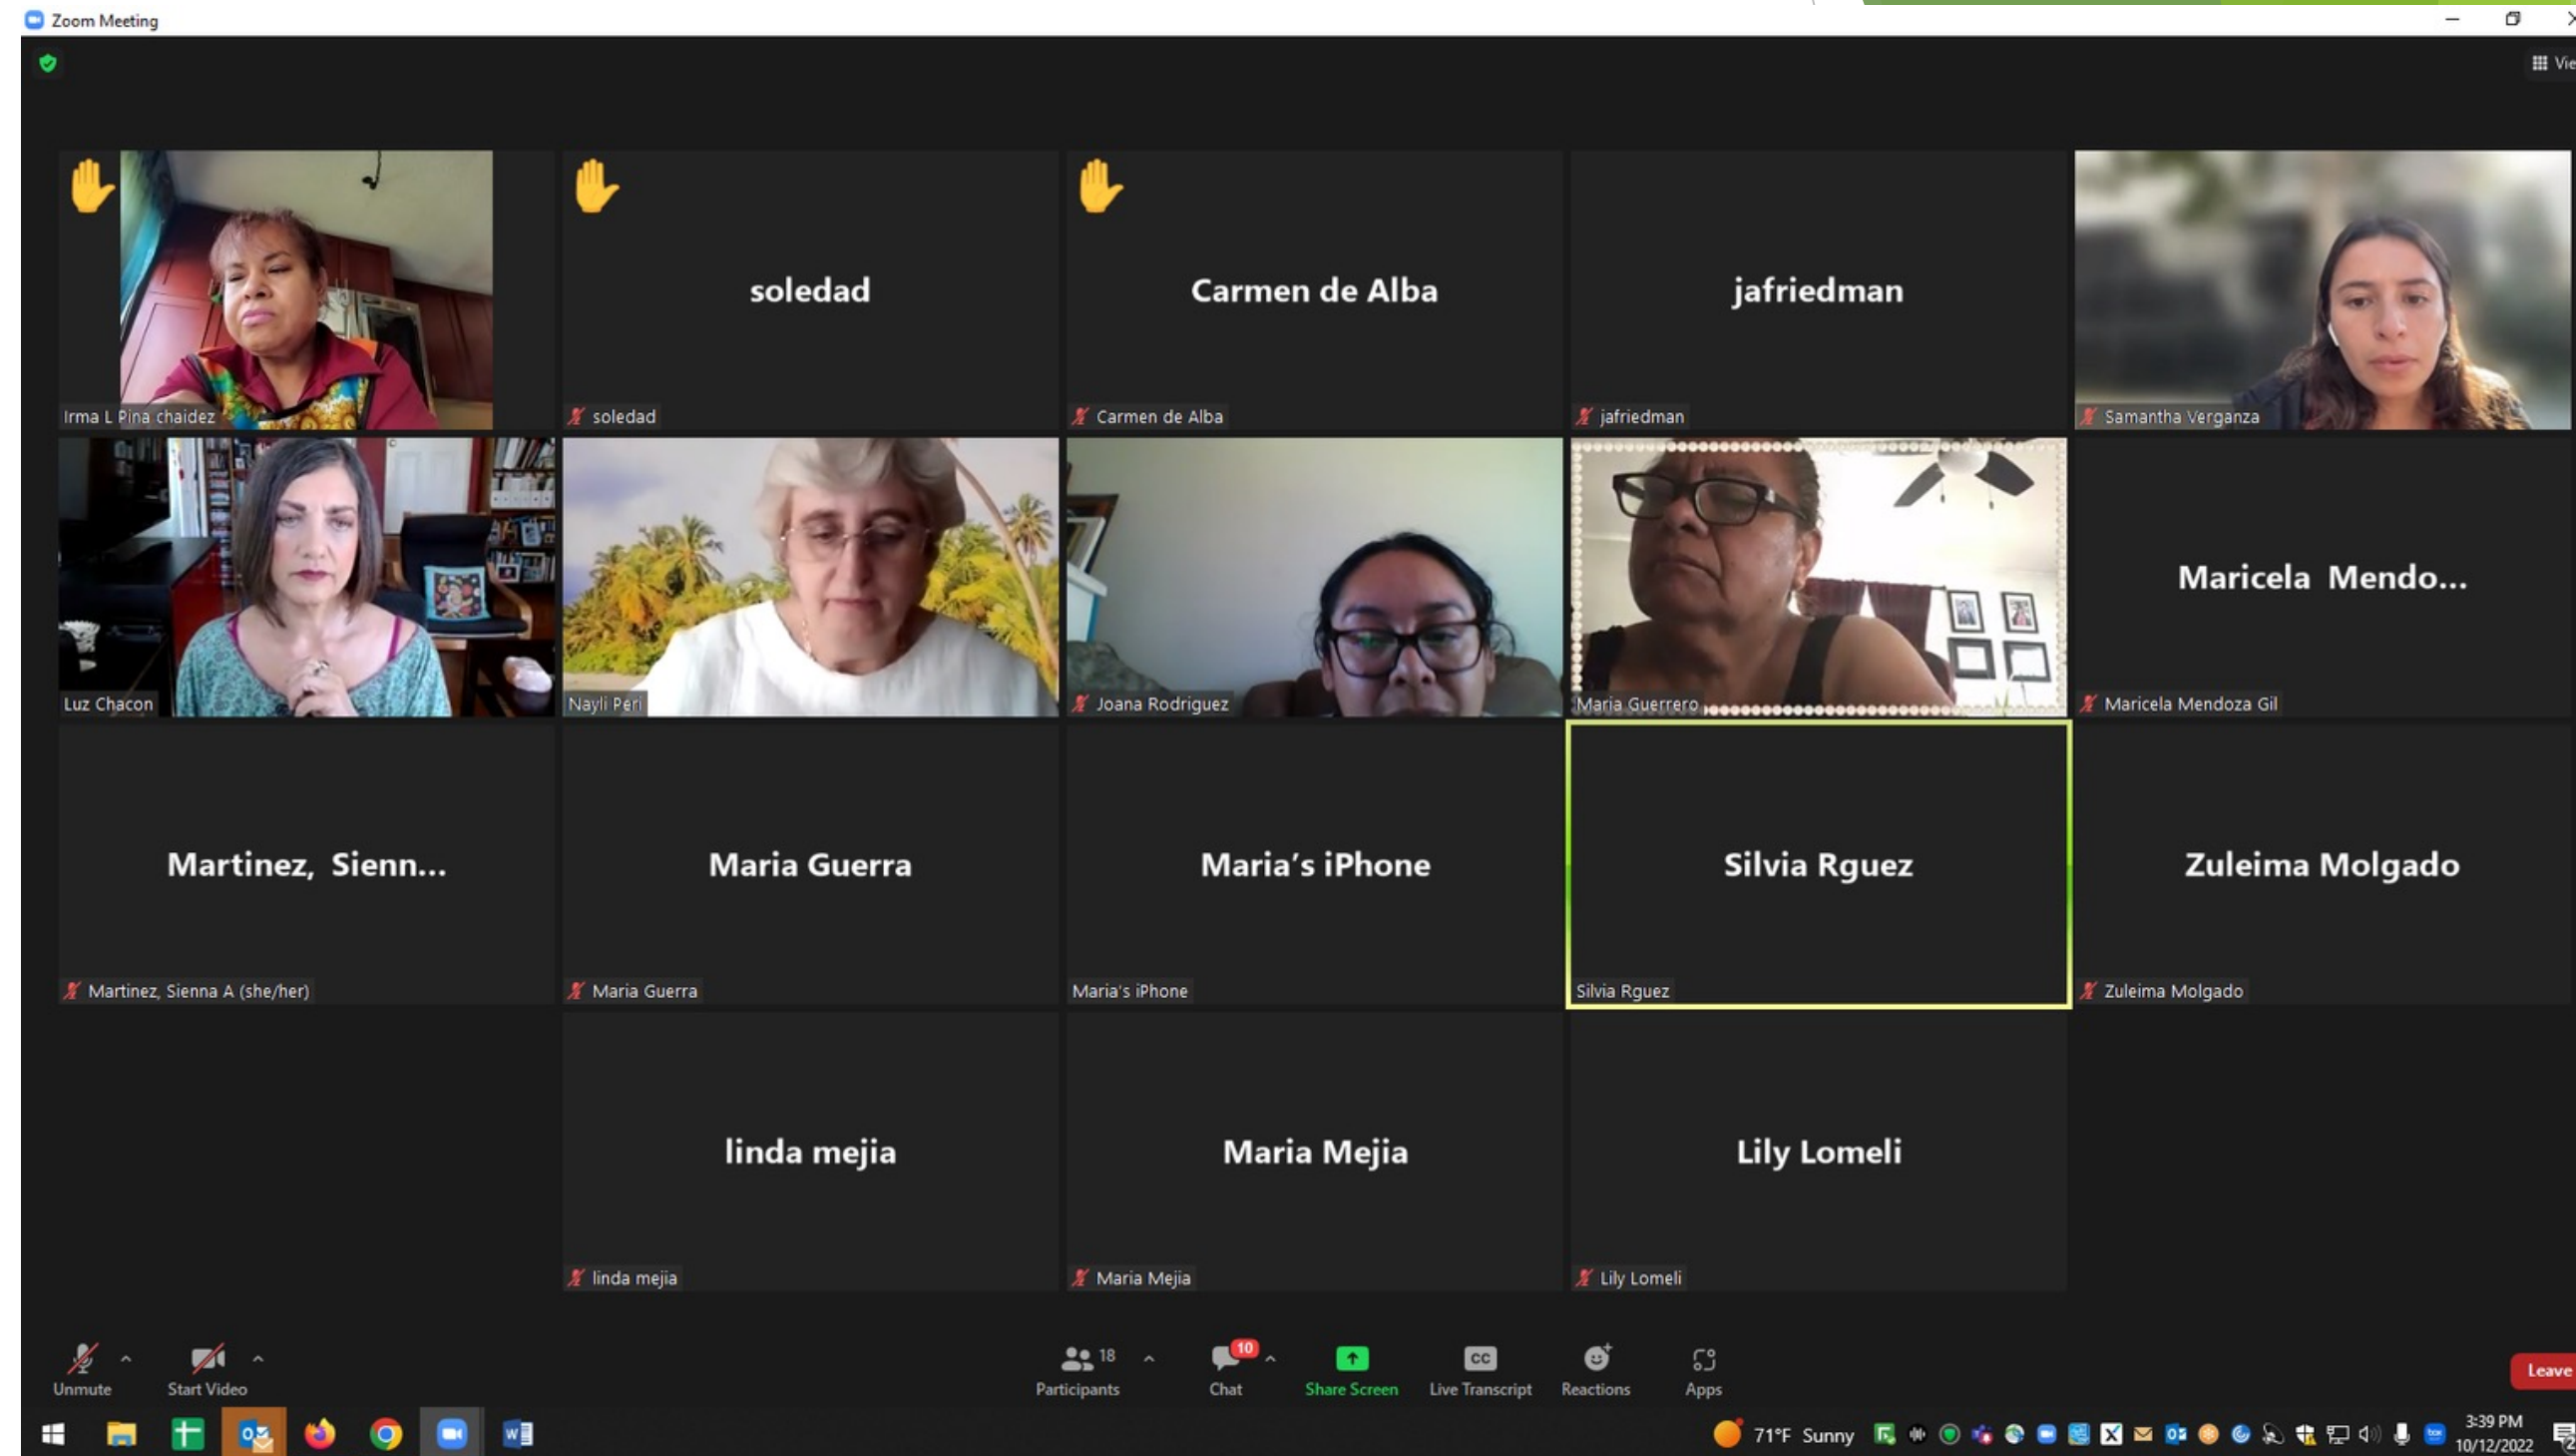 Zoom Meeting
Vie
soledad
Carmen de Alba
jafriedman
Irma L Pina chaidez
soledad
Carmen de Alba
jafriedman
Samantha Verganza
Maricela Mendo...
Luz Chacon
Nayli Peri
Joana Rodriguez
Maria Guerrero
Maricela Mendoza Gil
Martinez, Sienn...
Maria Guerra
Maria's iPhone
Silvia Rguez
Zuleima Molgado
Martinez, Sienna A (she/her)
Maria Guerra
Maria's iPhone
Silvia Rguez
Zuleima Molgado
linda mejia
Maria Mejia
Lily Lomeli
linda mejia
Maria Mejia
Lily Lomeli
18
10
CC
Unmute
Start Video
Participants
Chat
Share Screen
Live Transcript
Reactions
Apps
Leave
71°F Sunny
3:39 PM
10/12/2022